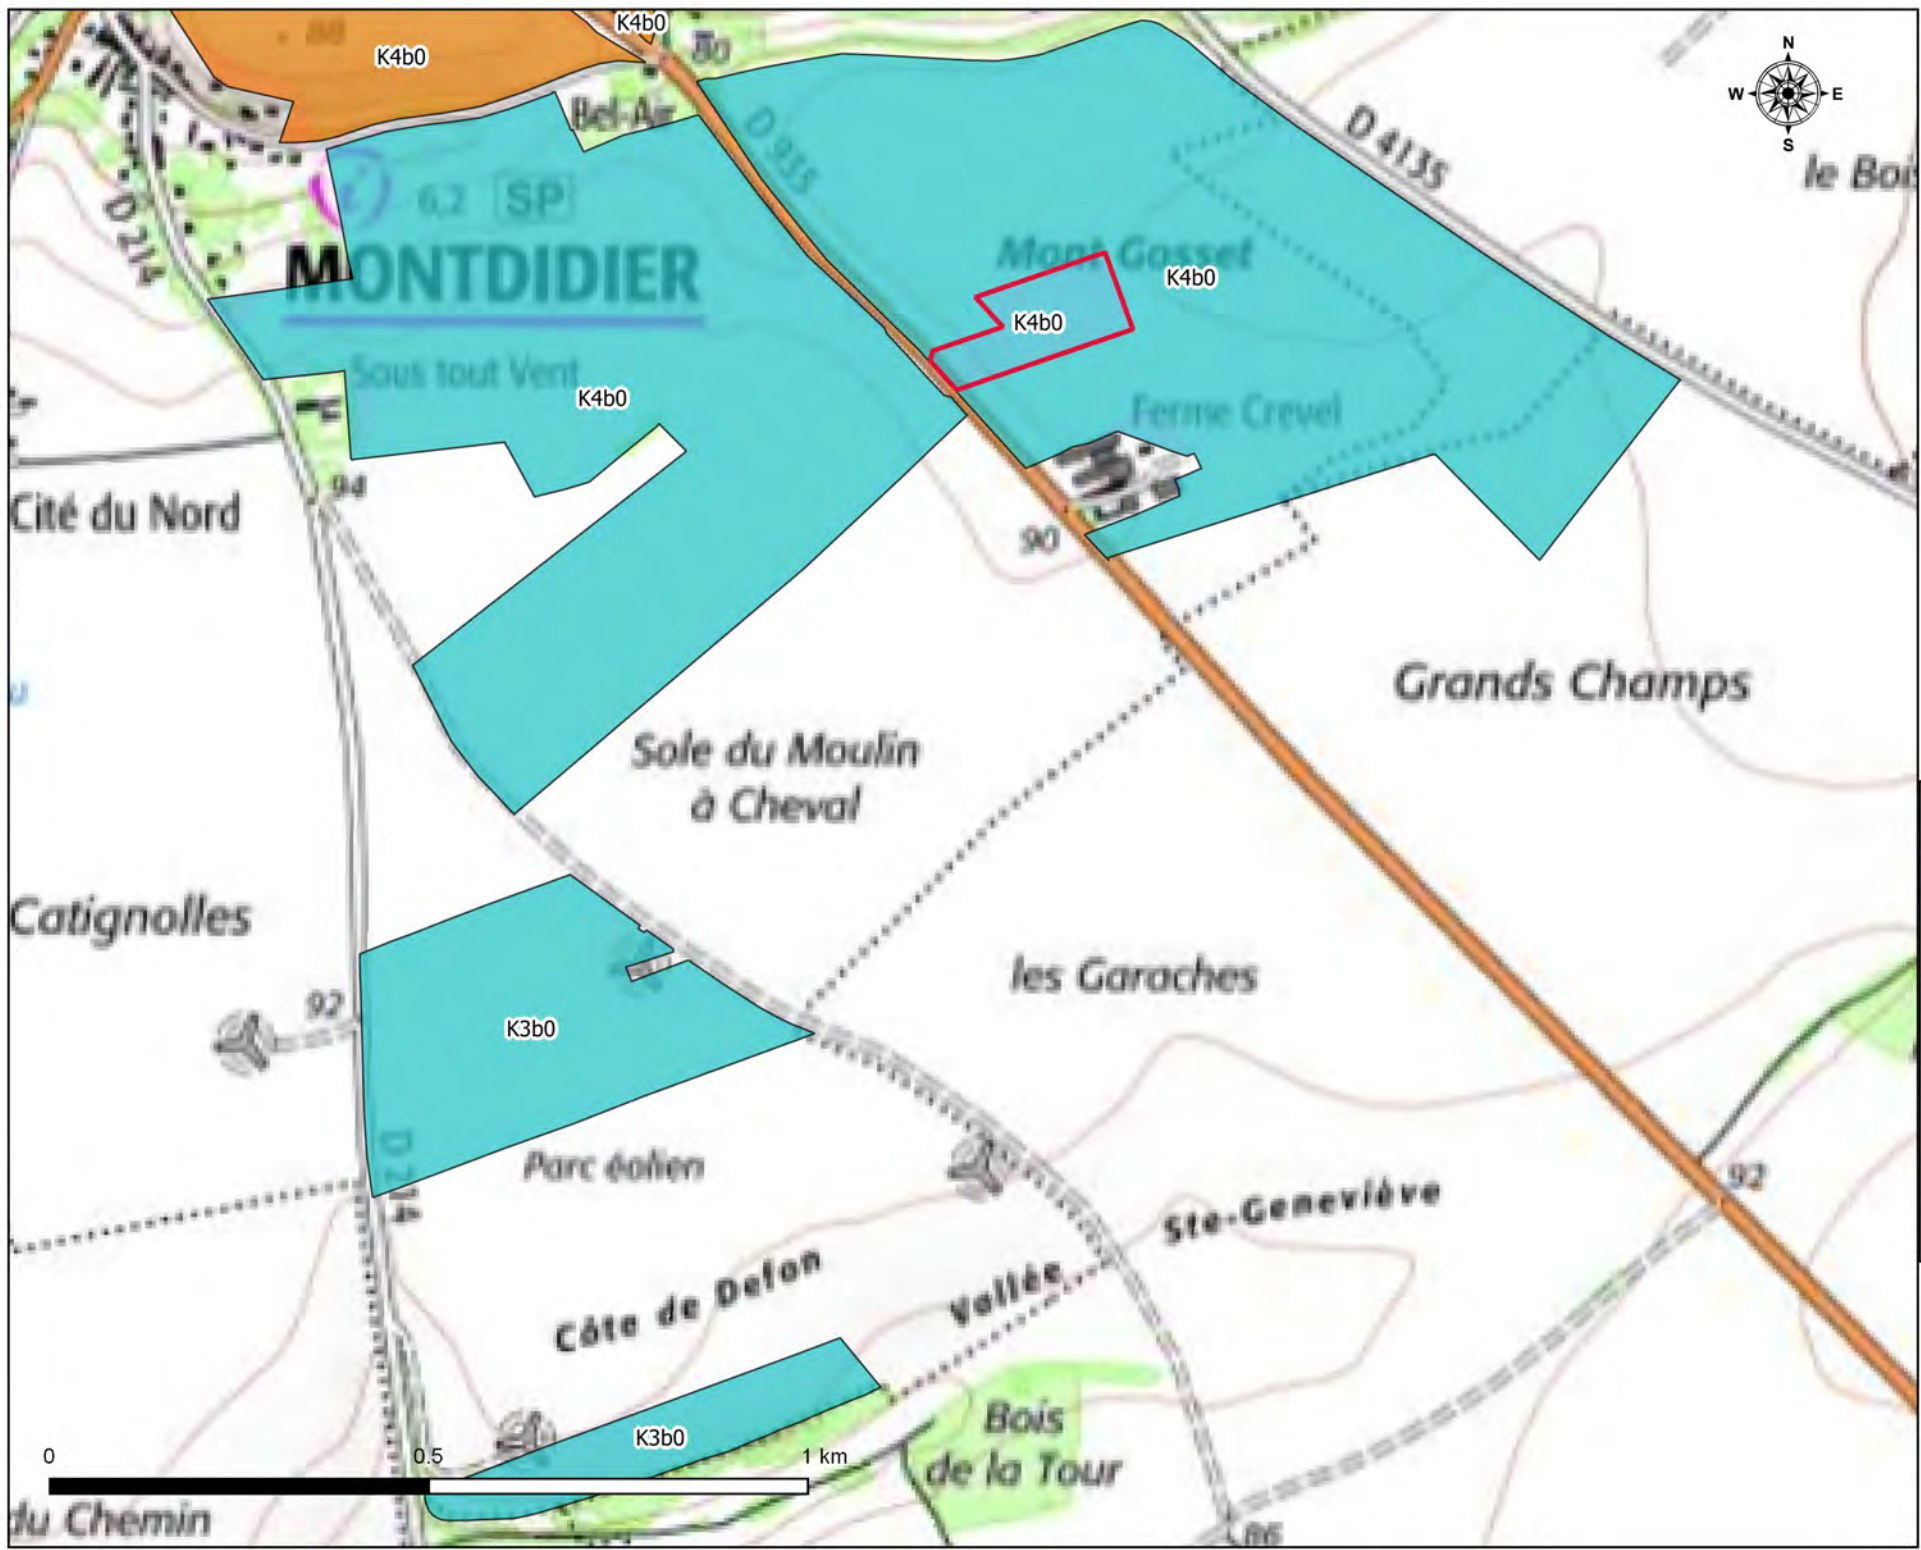 K4b0
K4b0
80
88
Bel-Air
N
W E
S
D 935
D 4135
le Bois
6,2 SP
D 214
MONTDIDIER
Mont Gosset
K4b0
K4b0
Sous tout Vent
K4b0
Ferme Crevel
94
Cité du Nord
90
Grands Champs
Sole du Moulin
à Cheval
Catignolles
les Garaches
92
K3b0
D 214
Parc éolien
92
Côte de Defon
Vallée Ste-Geneviève
K3b0
Bois
de la Tour
0 0.5 1 km
du Chemin
86